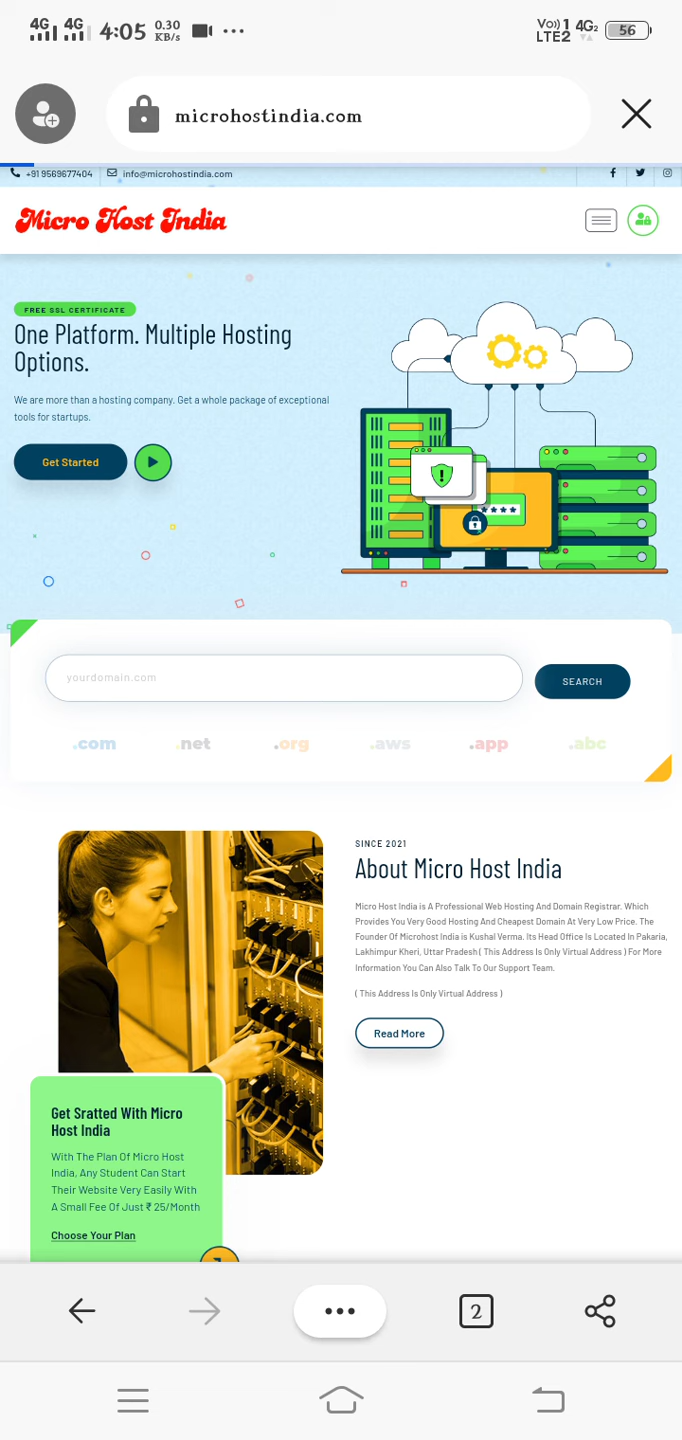 4G 4G 4:05 0.30 KB/s ••• Vo)) 1 LTE2 4G2 56
microhostindia.com
+91 9569677404 info@microhostindia.com
Micro Host India
FREE SSL CERTIFICATE
One Platform. Multiple Hosting
Options.
We are more than a hosting company. Get a whole package of exceptional
tools for startups.
Get Started
****
yourdomain.com
SEARCH
.com .net .org .aws .app .abc
SINCE 2021
About Micro Host India
Micro Host India is A Professional Web Hosting And Domain Registrar. Which
Provides You Very Good Hosting And Cheapest Domain At Very Low Price. The
Founder Of Microhost India is Kushal Verma. Its Head Office Is Located In Pakaria,
Lakhimpur Kheri, Uttar Pradesh ( This Address Is Only Virtual Address ) For More
Information You Can Also Talk To Our Support Team.
( This Address Is Only Virtual Address )
Read More
Get Sratted With Micro
Host India
With The Plan Of Micro Host
India, Any Student Can Start
Their Website Very Easily With
A Small Fee Of Just ₹ 25/Month
Choose Your Plan
2